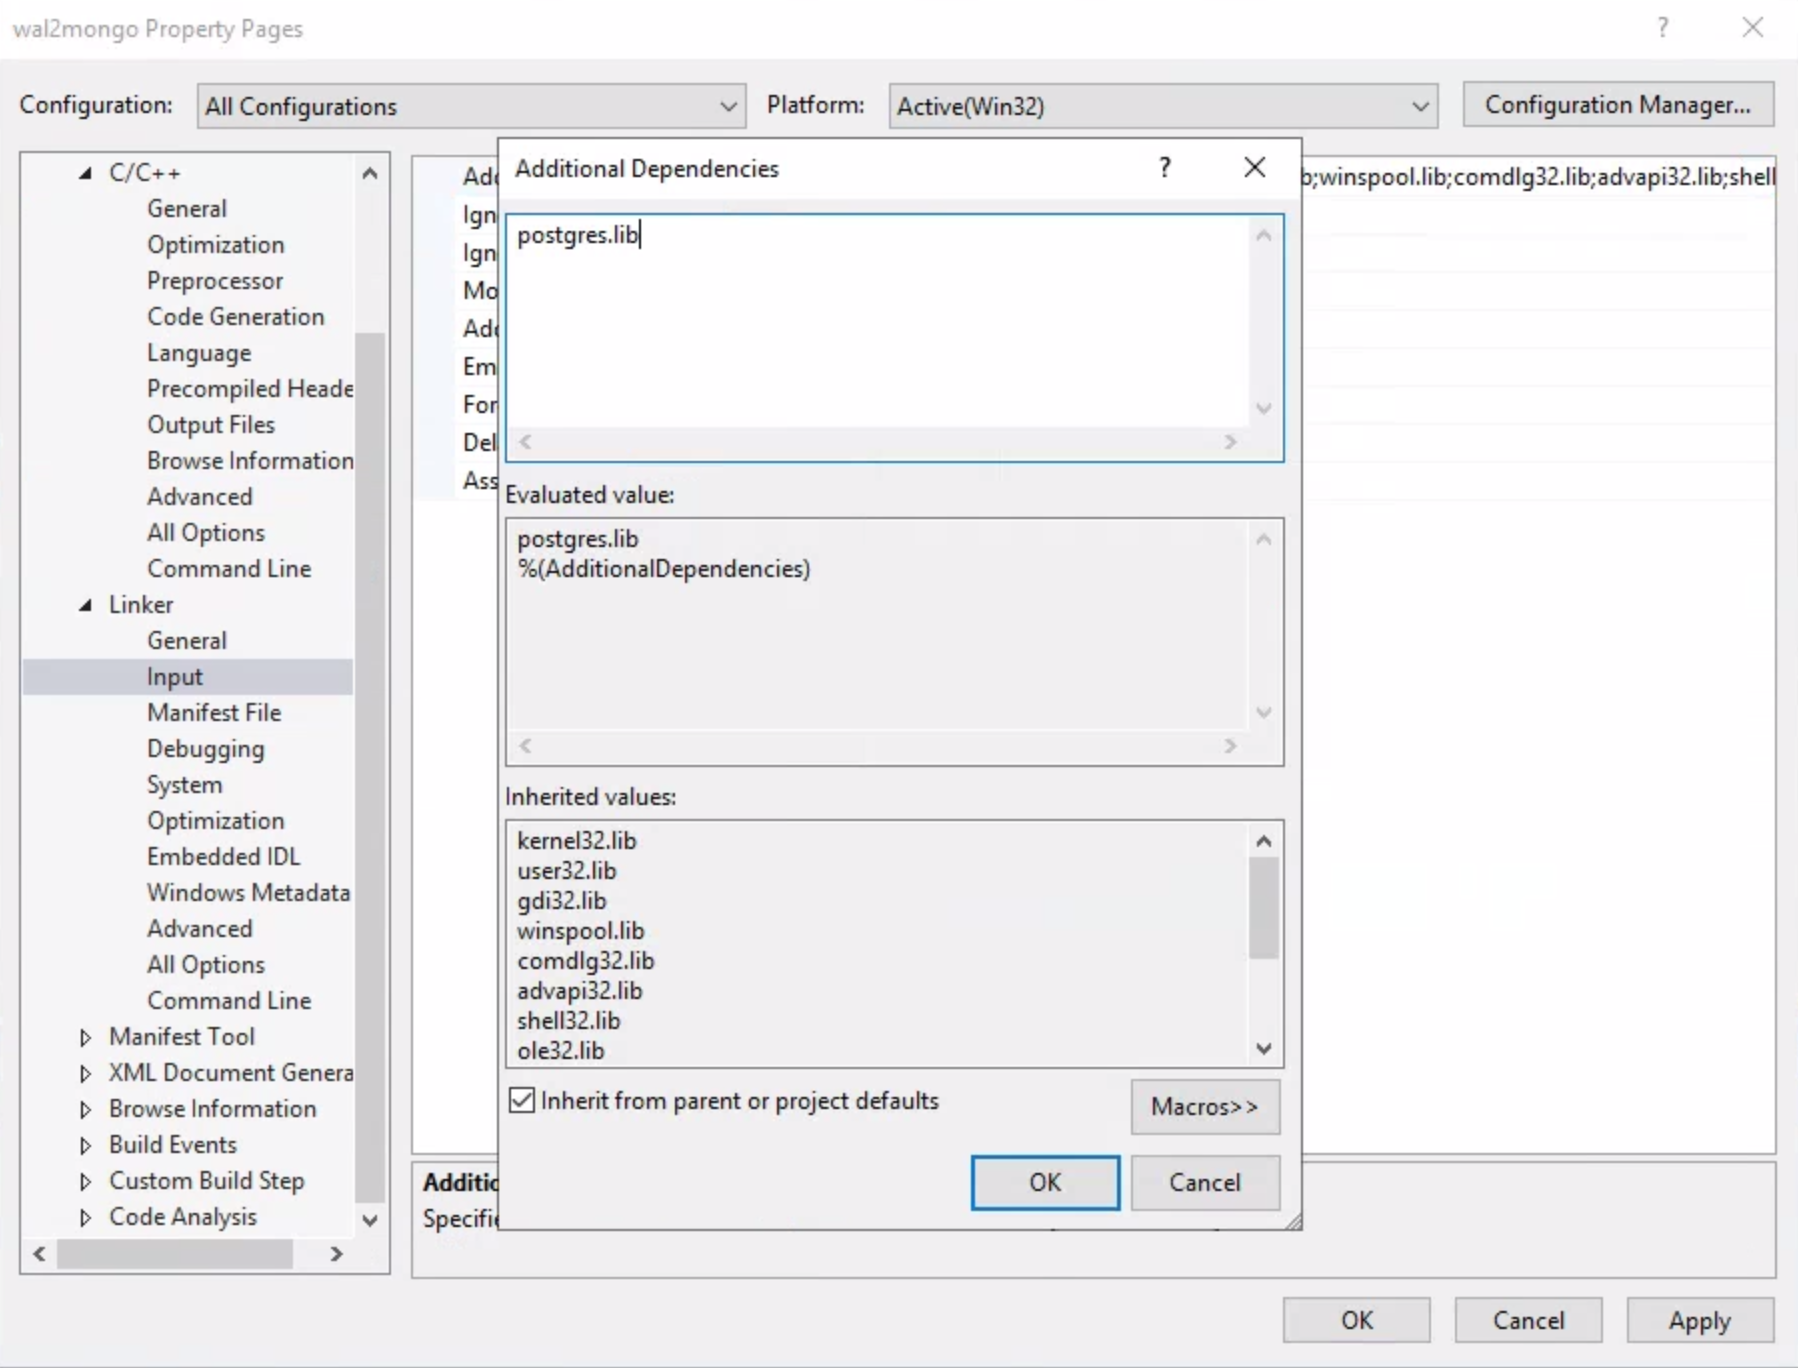 wal2mongo Property Pages
?
Configuration:
All Configurations
Platform:
Active(Win32)
Configuration Manager...
C/C++
General
Optimization
Preprocessor
Code Generation
Language
Precompiled Heade
Output Files
Browse Information
Advanced
All Options
Command Line
Linker
General
Input
Manifest File
Debugging
System
Optimization
Embedded IDL
Windows Metadata
Advanced
All Options
Command Line
Manifest Tool
XML Document Genera
Browse Information
Build Events
Custom Build Step
Code Analysis
Ign
Ign
Mo
Em
For
Del
Ass
b;winspool.lib;comdlg32.lib;advapi32.lib;shell
Additional Dependencies
?
postgres.lib
Evaluated value:
postgres.lib
%(AdditionalDependencies)
Inherited values:
kernel32.lib
user32.lib
gdi32.lib
winspool.lib
comdlg32.lib
advapi32.lib
shell32.lib
ole32.lib
Inherit from parent or project defaults
Macros>>
OK
Cancel
Additio
Specifie
OK
Cancel
Apply